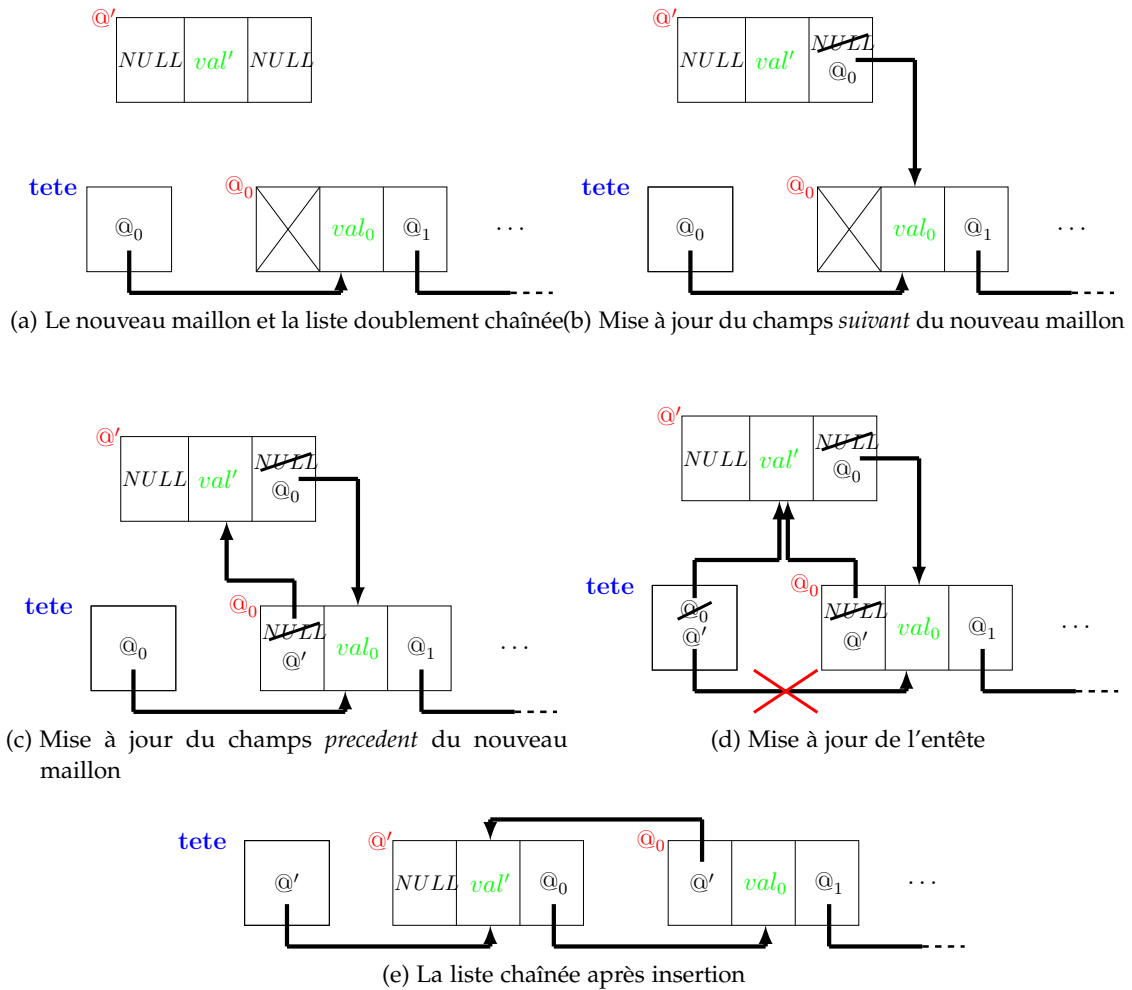 @′ @′
NULL val′ NULL NULL val′ NULL
@0
tete @0 tete @0
@0 val0 @1 ··· @0 val0 @1 ···
(a) Le nouveau maillon et la liste doublement chaînée(b) Mise à jour du champs suivant du nouveau maillon
@′ @′
NULL val′ NULL NULL val′ NULL
@0 @0
tete @0 tete @0
@0 NULL val0 @1 ··· @0 NULL val0 @1 ···
@′ @′ @′
(c) Mise à jour du champs precedent du nouveau
maillon
(d) Mise à jour de l'entête
tete @′ @0
@′ NULL val′ @0 @′ val0 @1 ···
(e) La liste chaînée après insertion